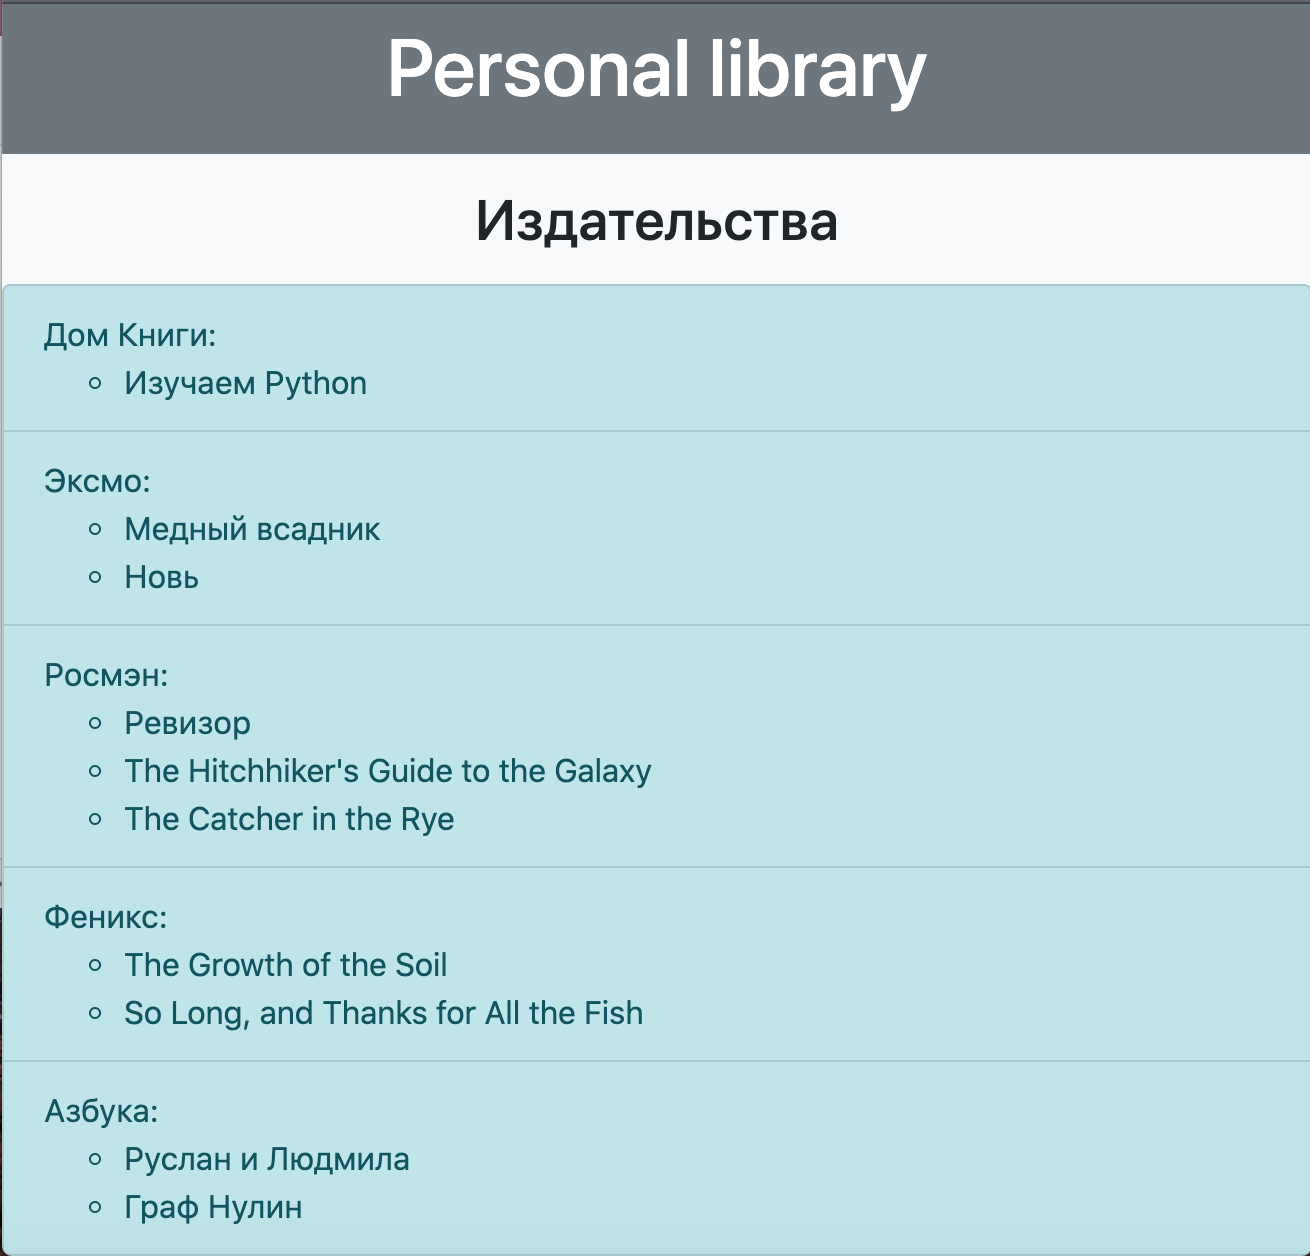 Personal library
Издательства
Дом Книги:
Изучаем Python
Эксмо:
Медный всадник
Новь
Росмэн:
Ревизор
The Hitchhiker's Guide to the Galaxy
The Catcher in the Rye
Феникс:
The Growth of the Soil
So Long, and Thanks for All the Fish
Азбука:
Руслан и Людмила
Граф Нулин